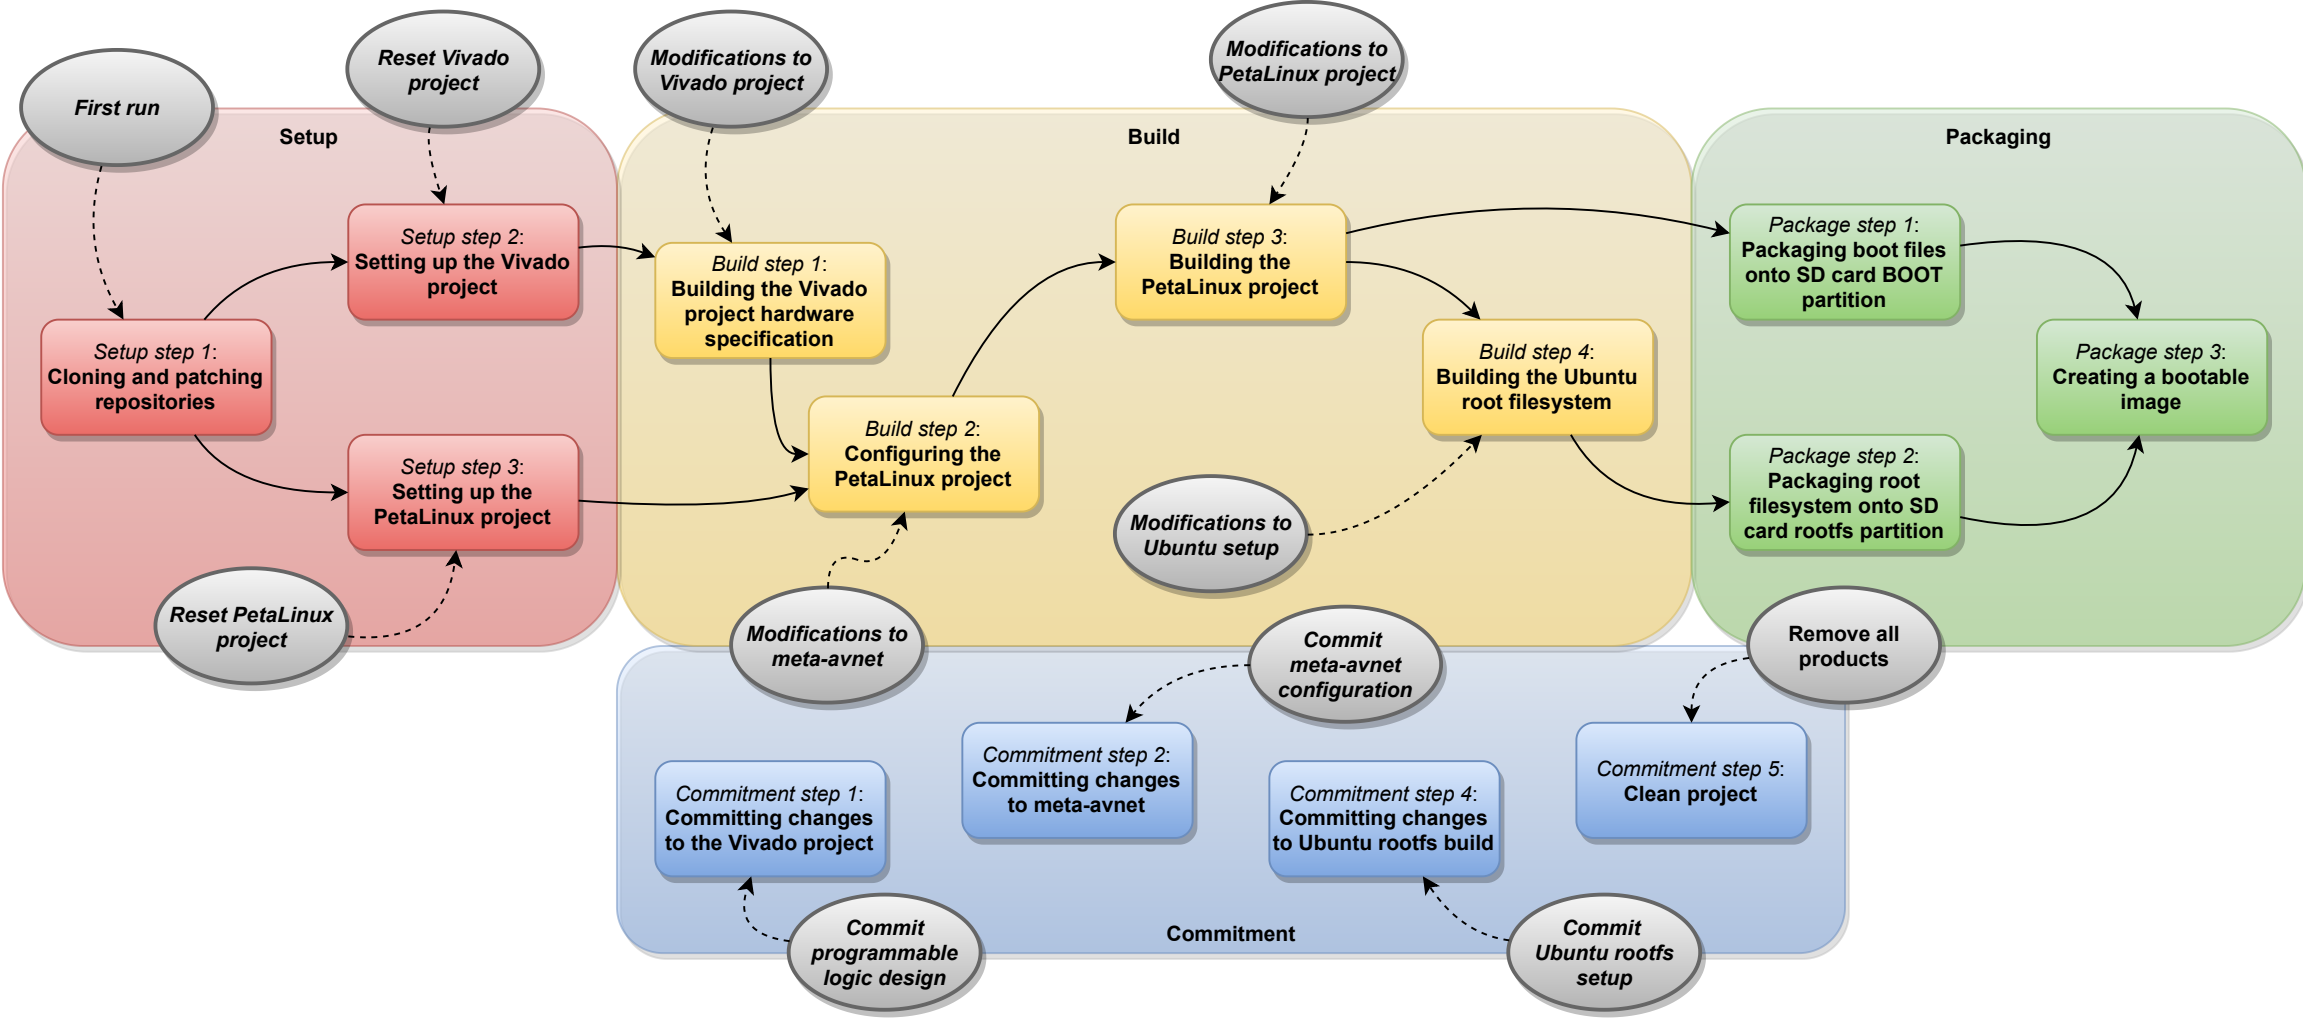 Reset Vivado
project
Modifications to
Vivado project
Modifications to
PetaLinux project
First run
Setup
Build
Packaging
Setup step 2:
Setting up the Vivado
project
Build step 1:
Building the Vivado
project hardware
specification
Build step 3:
Building the
PetaLinux project
Package step 1:
Packaging boot files
onto SD card BOOT
partition
Setup step 1:
Cloning and patching
repositories
Build step 4:
Building the Ubuntu
root filesystem
Package step 3:
Creating a bootable
image
Setup step 3:
Setting up the
PetaLinux project
Build step 2:
Configuring the
PetaLinux project
Package step 2:
Packaging root
filesystem onto SD
card rootfs partition
Modifications to
Ubuntu setup
Reset PetaLinux
project
Modifications to
meta-avnet
Commit
meta-avnet
configuration
Remove all
products
Commitment step 1:
Committing changes
to the Vivado project
Commitment step 2:
Committing changes
to meta-avnet
Commitment step 4:
Committing changes
to Ubuntu rootfs build
Commitment step 5:
Clean project
Commit
programmable
logic design
Commitment
Commit
Ubuntu rootfs
setup